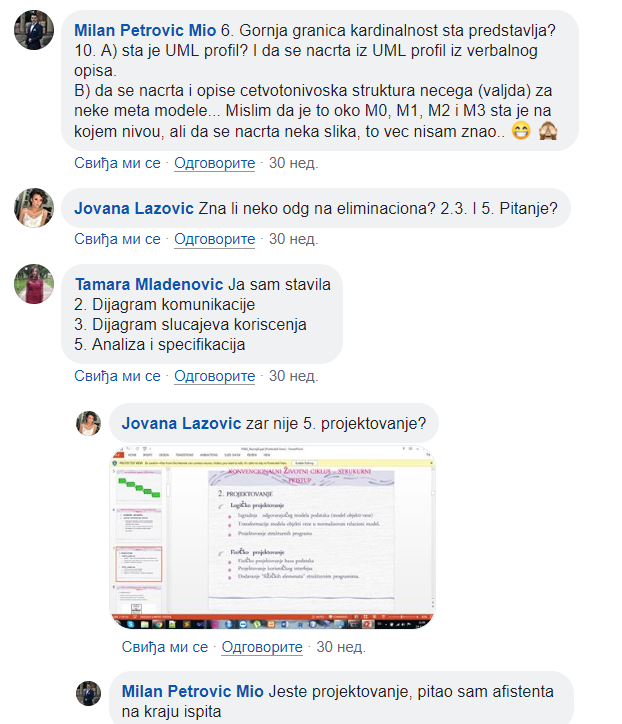 Milan Petrovic Mio 6. Gornja granica kardinalnost sta predstavlja?
10. A) sta je UML profil? I da se nacrta iz UML profil iz verbalnog
opisa.
B) da se nacrta i opise cetvotonivoska struktura necega (valjda) za
neke meta modele... Mislim da je to oko M0, M1, M2 i M3 sta je na
kojem nivou, ali da se nacrta neka slika, to vec nisam znao.. 😁 🙈
Свиђа ми се · Одговорите · 30 нед.
Jovana Lazovic Zna li neko odg na eliminaciona? 2.3. I 5. Pitanje?
Свиђа ми се · Одговорите · 30 нед.
Tamara Mladenovic Ja sam stavila
2. Dijagram komunikacije
3. Dijagram slucajeva koriscenja
5. Analiza i specifikacija
Свиђа ми се · Одговорите · 30 нед.
Jovana Lazovic zar nije 5. projektovanje?
KONVENCIONALNI ŽIVOTNI CIKLUS – STRUKURNI
PRISTUP
2. PROJEKTOVANJE
Logičko projektovanje
Izgradnja odgovarajućeg modela podataka (model objekti veze)
Transformacija modela objekti veze u normalizovan relacioni model.
Projektovanje strukturnih programa
Fizičko projektovanje
Fizičko projektovanje baza podataka
Projektovanje korisničkog interfejsa
Dodavanje "fizičkih elemenata" strukturnim programima.
Свиђа ми се · Одговорите · 30 нед.
Milan Petrovic Mio Jeste projektovanje, pitao sam afistenta
na kraju ispita